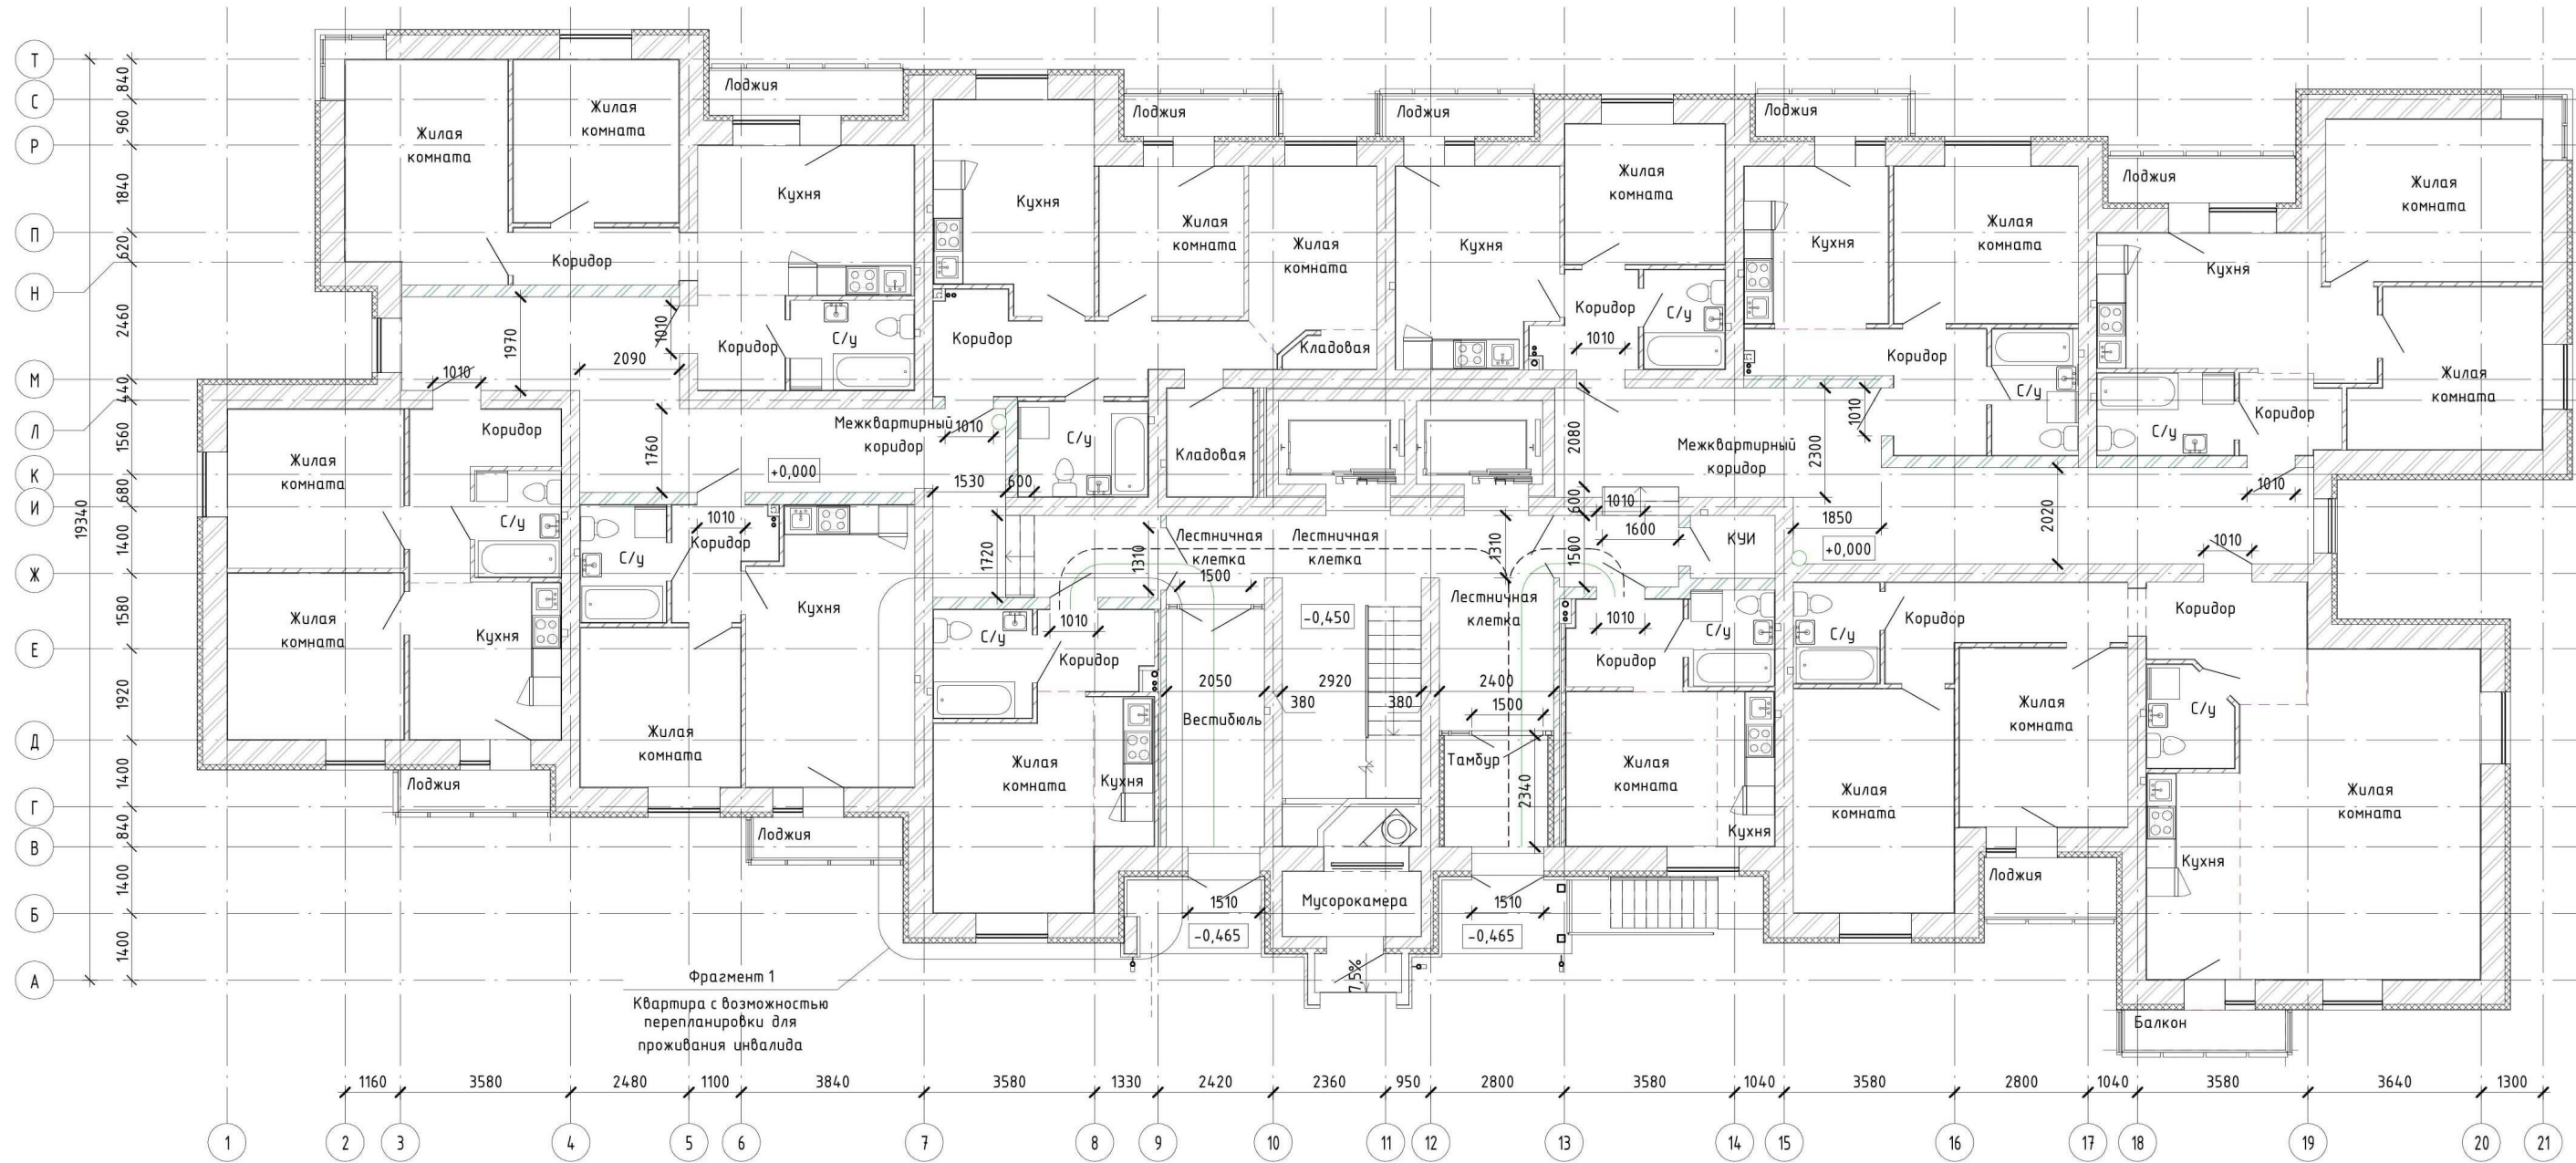 Т
С
Р
П
Н
М
Л
К
И
Ж
Е
Д
Г
В
Б
А
840
960
1840
620
2460
440
1560
680
1400
1580
1920
1400
840
1400
1400
19340
Лоджия
Лоджия
Лоджия
Лоджия
Лоджия
Жилая
комната
Жилая
комната
Кухня
Кухня
Жилая
комната
Жилая
комната
Кухня
Жилая
комната
Кухня
Жилая
комната
Кухня
Жилая
комната
Коридор
Коридор
С/у
Коридор
Кладовая
Коридор
С/у
Коридор
С/у
Жилая
комната
1970
1010
2090
1010
1010
1010
Жилая
комната
Коридор
С/у
1760
+0,000
Межквартирный
коридор
1010
1530
600
С/у
Кладовая
2080
600
Межквартирный
коридор
2300
1010
С/у
Коридор
1010
2020
1850
+0,000
1010
Жилая
комната
Кухня
С/у
1010
Коридор
Кухня
1720
1310
Лестничная
клетка
Лестничная
клетка
1500
1310
1500
1010
1600
КУИ
С/у
1010
Коридор
-0,450
Лестничная
клетка
1010
Коридор
С/у
С/у
Коридор
Коридор
2050
2920
2400
380
380
1500
Вестибюль
Тамбур
2340
Жилая
комната
Жилая
комната
Кухня
Жилая
комната
Кухня
Жилая
комната
Жилая
комната
С/у
Жилая
комната
Кухня
Лоджия
Лоджия
Лоджия
Мусорокамера
1510
1510
-0,465
-0,465
7,5%
Балкон
Фрагмент 1
Квартира с возможностью
перепланировки для
проживания инвалида
1160
3580
2480
1100
3840
3580
1330
2420
2360
950
2800
3580
1040
3580
2800
1040
3580
3640
1300
1
2
3
4
5
6
7
8
9
10
11
12
13
14
15
16
17
18
19
20
21